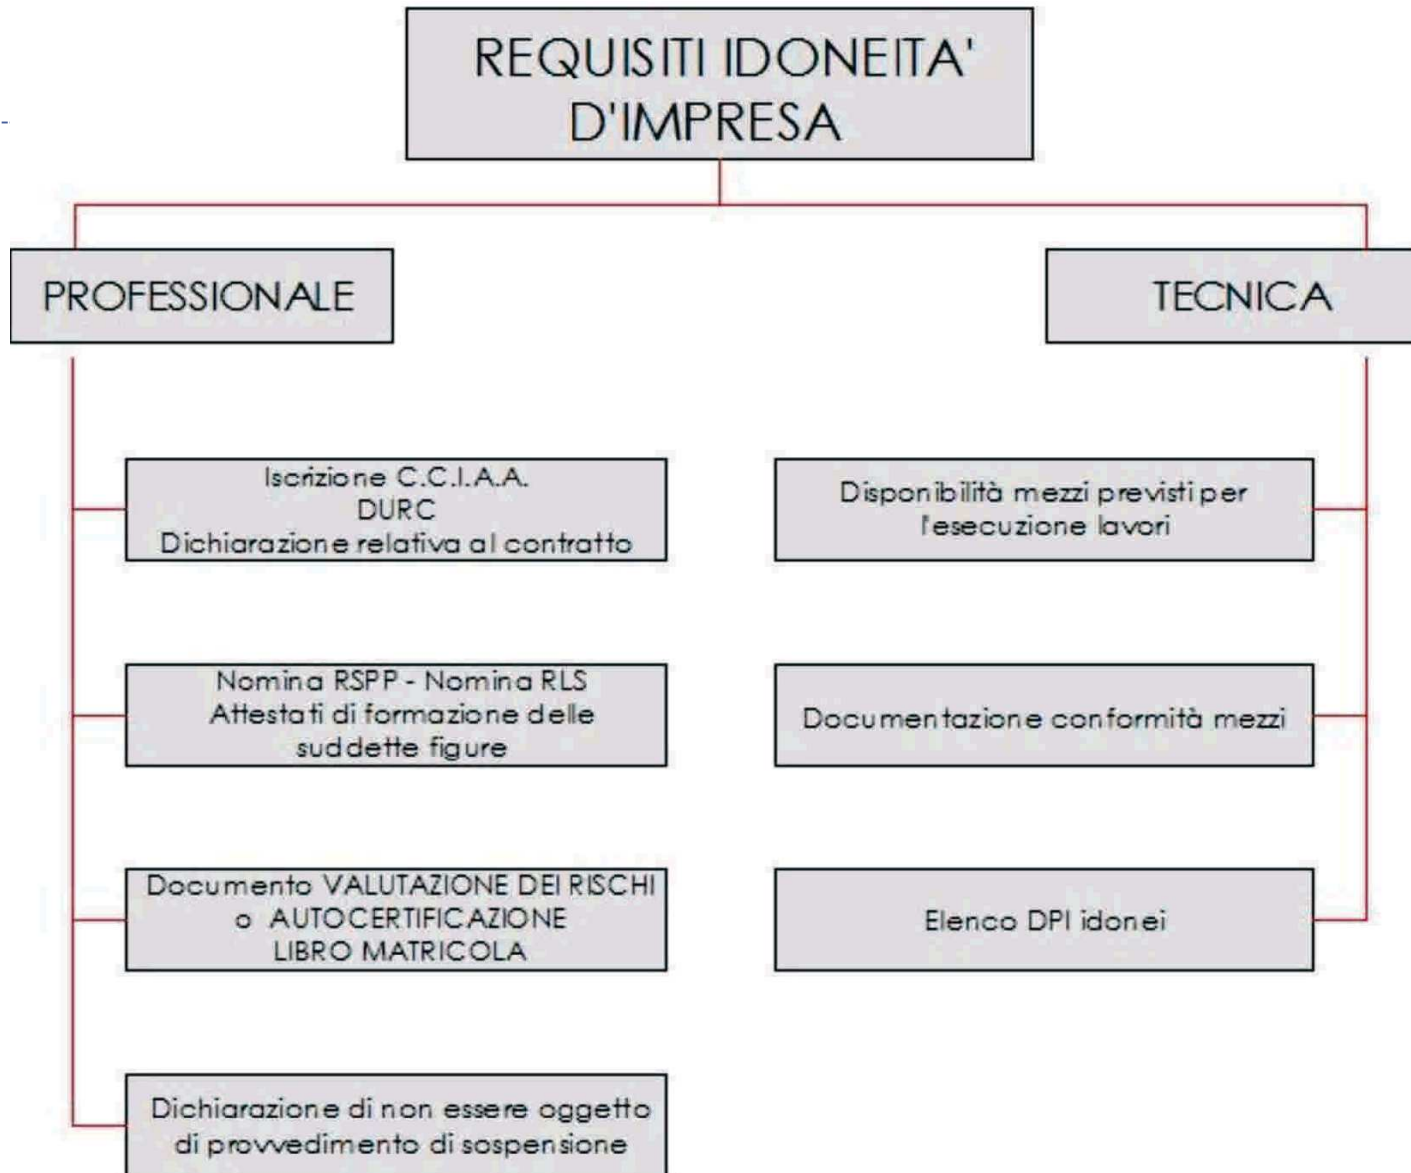 REQUISITI IDONEITA'
D'IMPRESA
PROFESSIONALE
TECNICA
Iscrizione C.C.I.A.A.
DURC
Dichiarazione relativa al contratto
Disponibilità mezzi previsti per
l'esecuzione lavori
Nomina RSPP - Nomina RLS
Attestati di formazione delle
suddette figure
Documentazione conformità mezzi
Documento VALUTAZIONE DEI RISCHI
o AUTOCERTIFICAZIONE
LIBRO MATRICOLA
Elenco DPI idonei
Dichiarazione di non essere oggetto
di provvedimento di sospensione